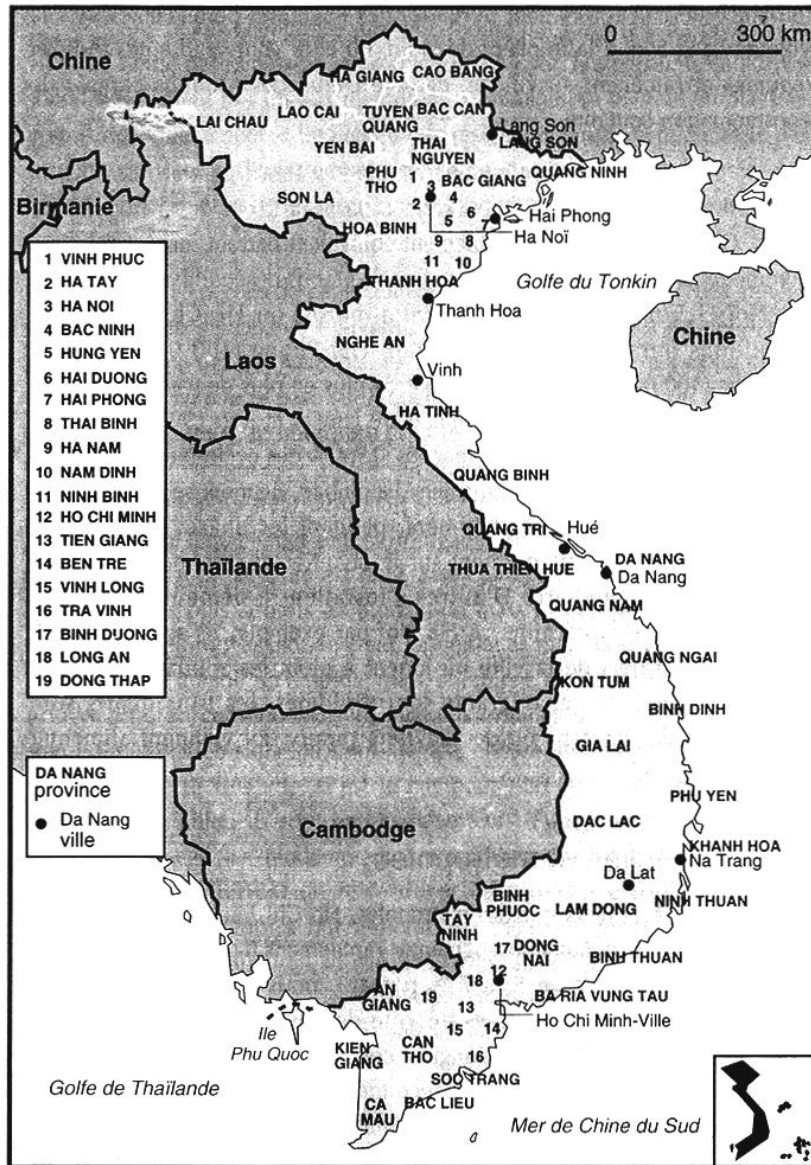 0 300 km
Chine
HA GIANG
CAO BANG
LAI CHAU
LAO CAI
TUYEN
QUANG
BAC CAN
Lang Son
LANG SON
YEN BAI
THAI
NGUYEN
PHU
THO
1
BAC GIANG
QUANG NINH
Birmanie
SON LA
2
3
4
5
6
7
Hai Phong
HOA BINH
Ha Noï
9
8
11
10
1 VINH PHUC
2 HA TAY
3 HA NOI
4 BAC NINH
5 HUNG YEN
6 HAI DUONG
7 HAI PHONG
8 THAI BINH
9 HA NAM
10 NAM DINH
11 NINH BINH
12 HO CHI MINH
13 TIEN GIANG
14 BEN TRE
15 VINH LONG
16 TRA VINH
17 BINH DUONG
18 LONG AN
19 DONG THAP
THANH HOA
Golfe du Tonkin
Thanh Hoa
Chine
NGHE AN
Laos
Vinh
HA TINH
QUANG BINH
QUANG TRI
Hué
Thaïlande
THUA THIEN HUE
DA NANG
Da Nang
QUANG NAM
QUANG NGAI
KON TUM
BINH DINH
GIA LAI
DA NANG
province
Da Nang
ville
PHU YEN
Cambodge
DAC LAC
KHANH HOA
Na Trang
Da Lat
BINH
PHUOC
LAM DONG
NINH THUAN
TAY
NINH
17
DONG
NAI
BINH THUAN
12
18
AN
GIANG
19
13
BA RIA VUNG TAU
Ho Chi Minh-Ville
Ile
Phu Quoc
KIEN
GIANG
CAN
THO
15
14
16
SOC TRANG
Golfe de Thaïlande
CA
MAU
BAC LIEU
Mer de Chine du Sud